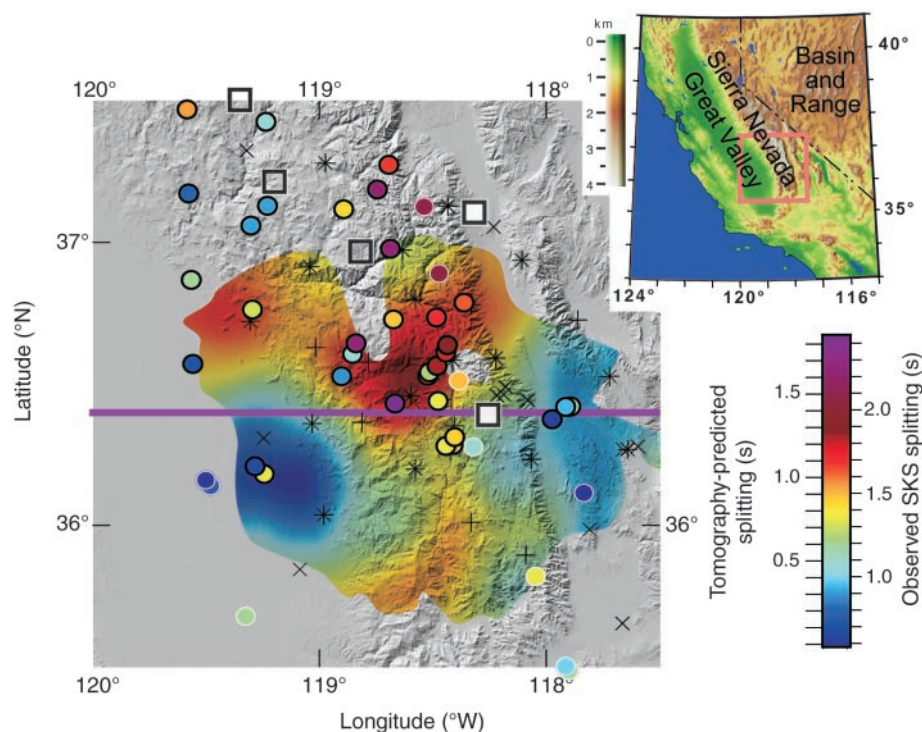 km
0
1
2
3
4
Basin
and
Range
Sierra Nevada
Great Valley
40°
35°
124°
120°
116°
120°
119°
118°
37°
36°
36°
120°
119°
118°
Latitude (°N)
Longitude (°W)
Tomography-predicted
splitting (s)
1.5
1.0
0.5
2.0
1.5
1.0
Observed SKS splitting (s)